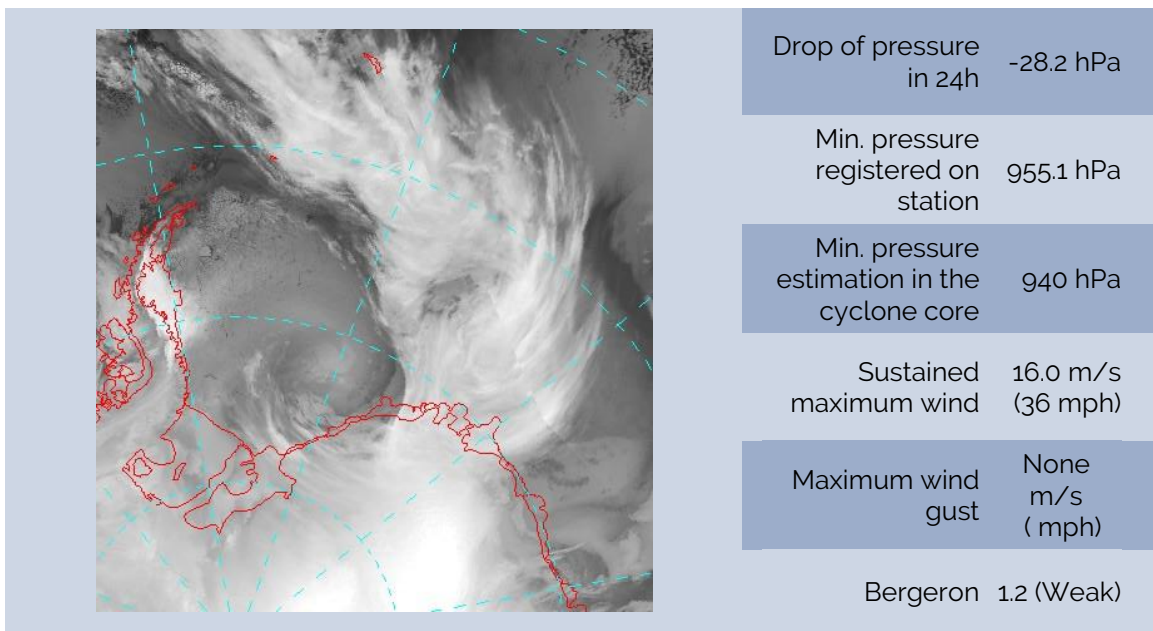 Drop of pressure
in 24h
-28.2 hPa
Min. pressure
registered on
station
955.1 hPa
Min. pressure
estimation in the
cyclone core
940 hPa
Sustained
maximum wind
16.0 m/s
(36 mph)
Maximum wind
gust
None
m/s
( mph)
Bergeron
1.2 (Weak)